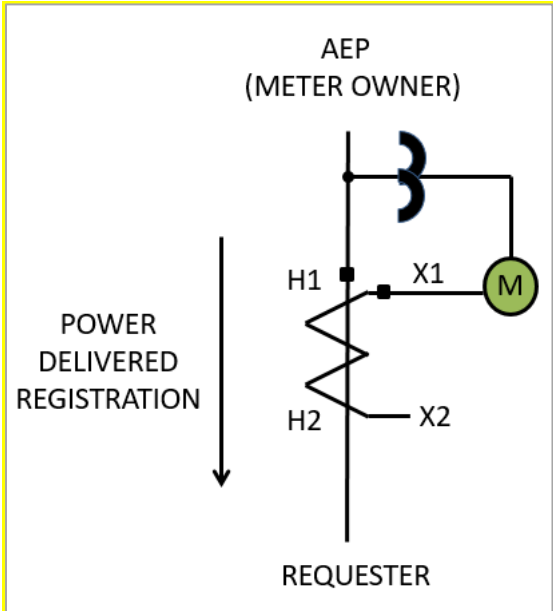 AEP
(METER OWNER)
H1
X1
M
POWER
DELIVERED
REGISTRATION
H2
X2
REQUESTER